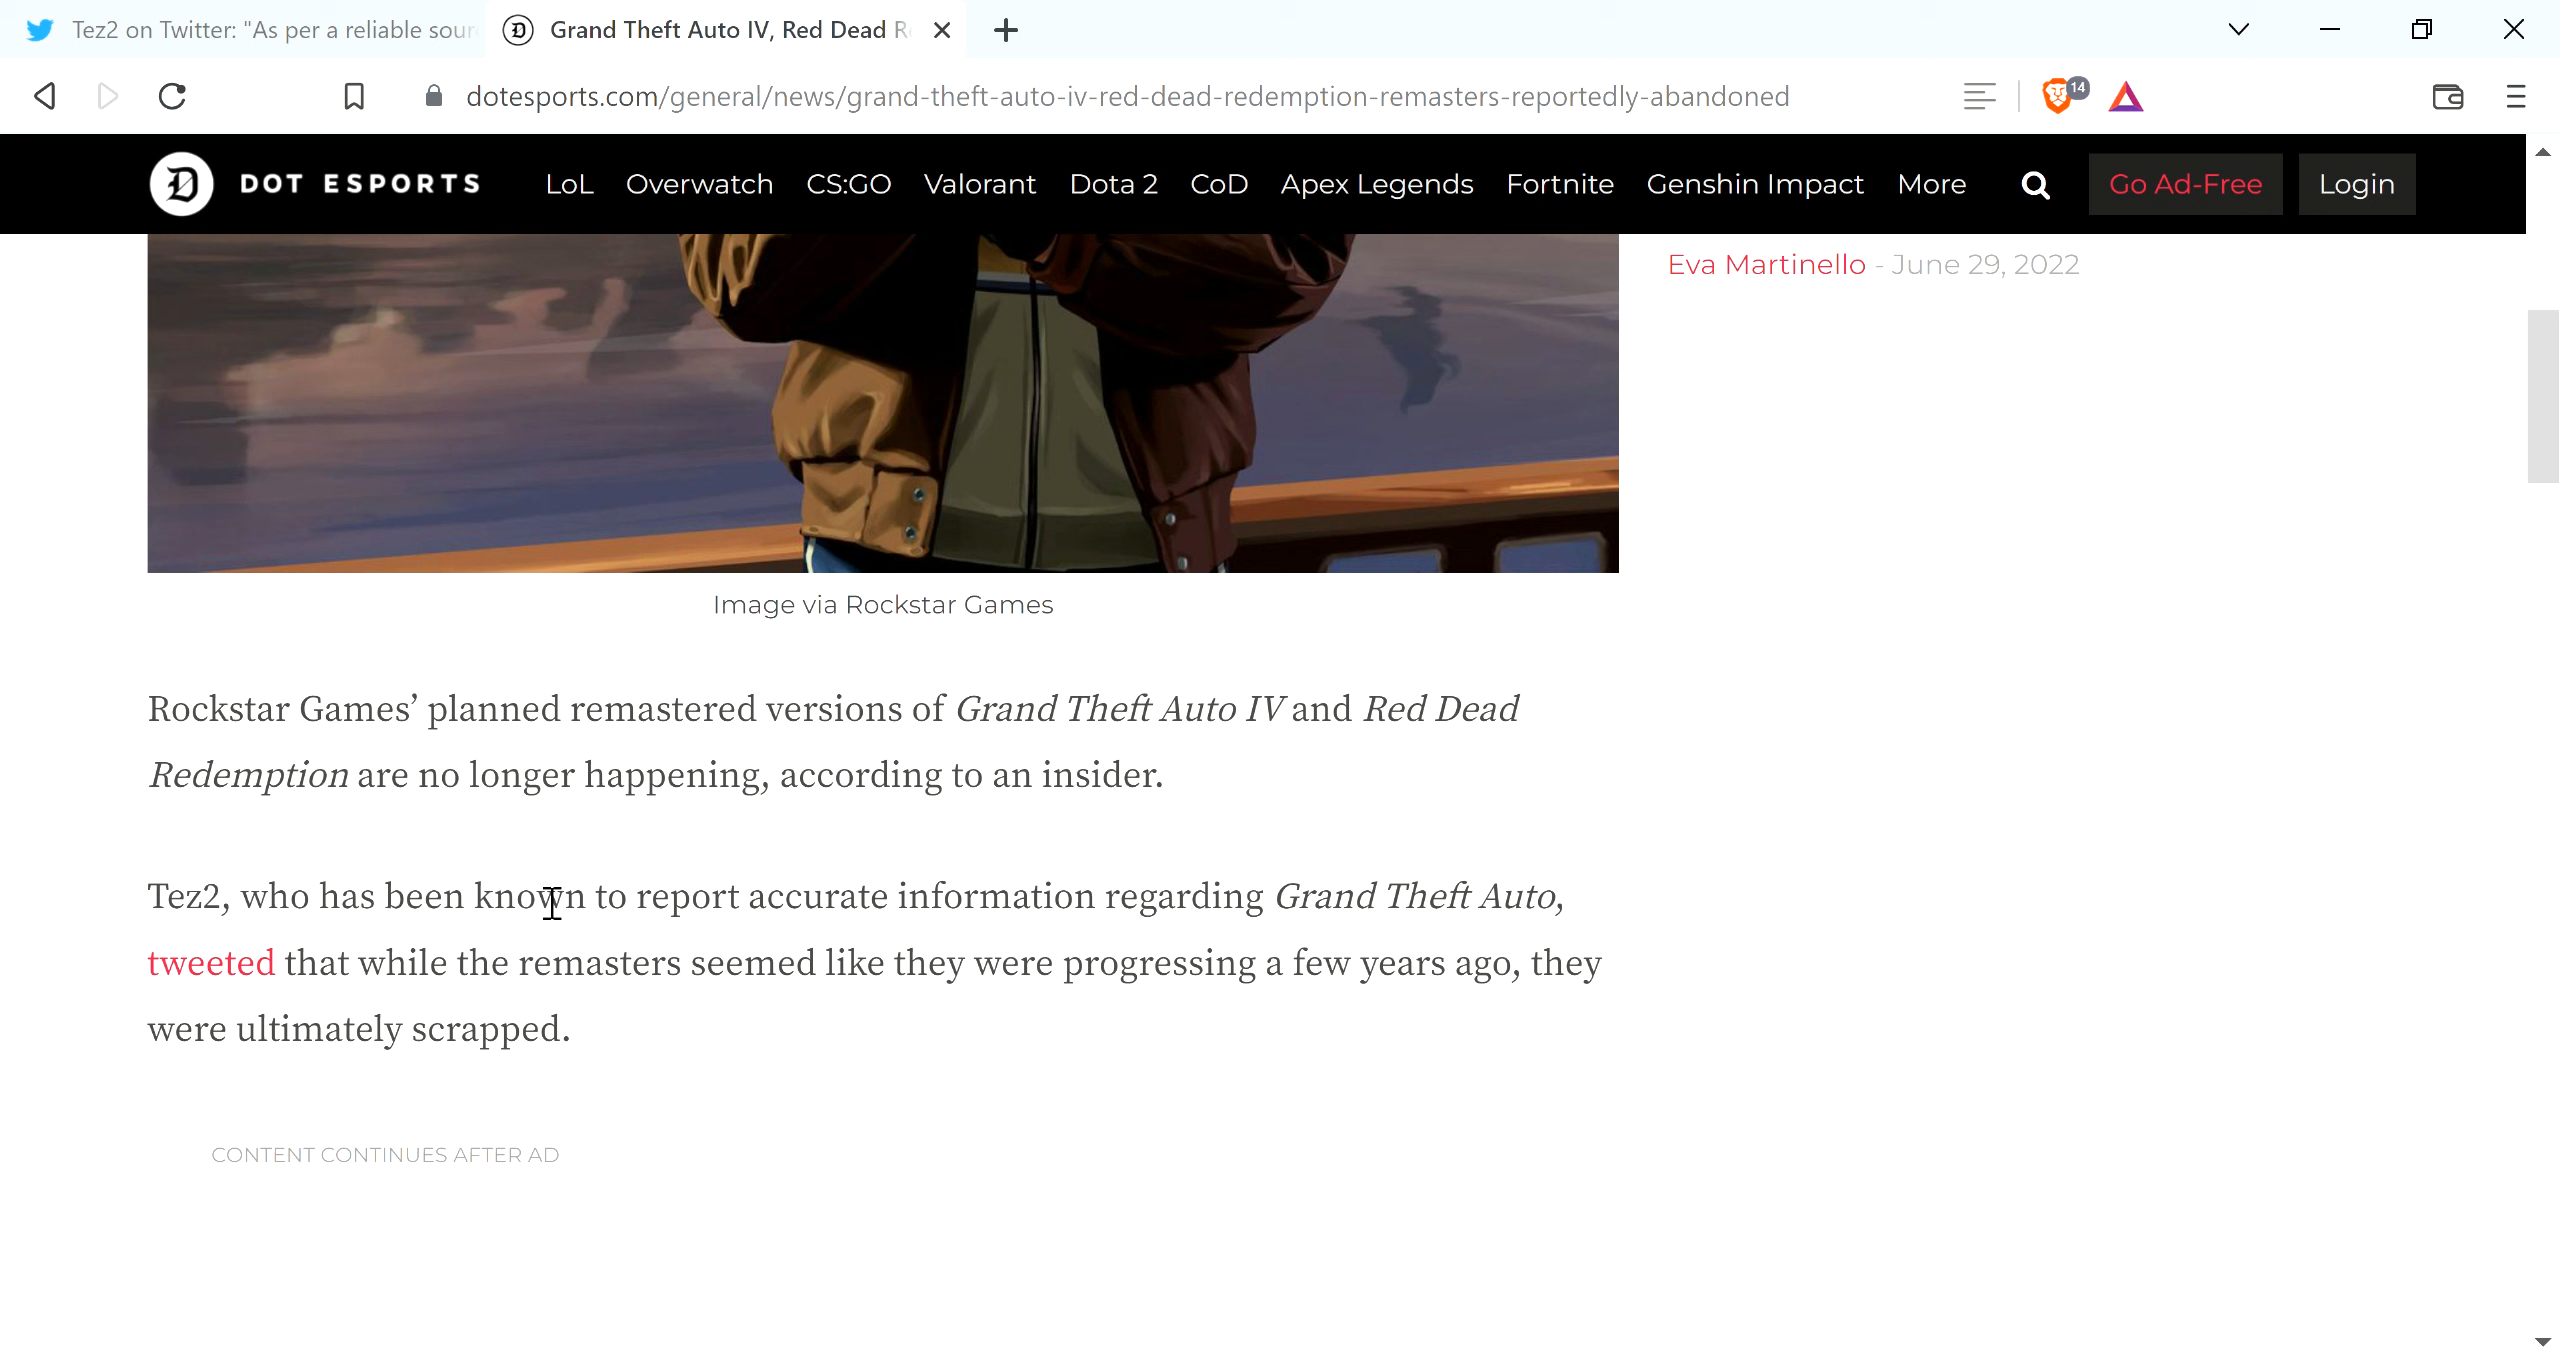 Tez2 on Twitter: "As per a reliable sour
Grand Theft Auto IV, Red Dead R
dotesports.com/general/news/grand-theft-auto-iv-red-dead-redemption-remasters-reportedly-abandoned
14
DOT ESPORTS LoL Overwatch CS:GO Valorant Dota 2 CoD Apex Legends Fortnite Genshin Impact More Go Ad-Free Login
Eva Martinello - June 29, 2022
Image via Rockstar Games
Rockstar Games’ planned remastered versions of Grand Theft Auto IV and Red Dead
Redemption are no longer happening, according to an insider.
Tez2, who has been known to report accurate information regarding Grand Theft Auto,
tweeted that while the remasters seemed like they were progressing a few years ago, they
were ultimately scrapped.
CONTENT CONTINUES AFTER AD